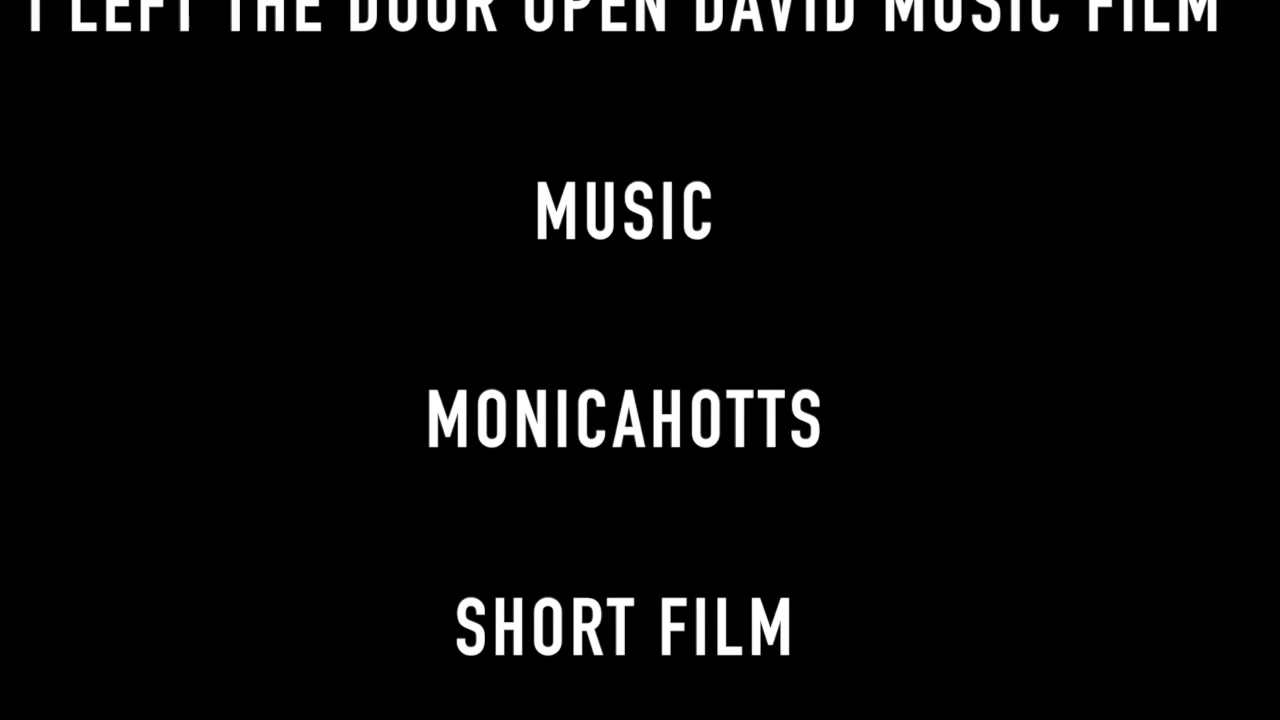 I LEFT THE DOOR OPEN DAVID MUSIC FILM
MUSIC
MONICAHOTTS
SHORT FILM